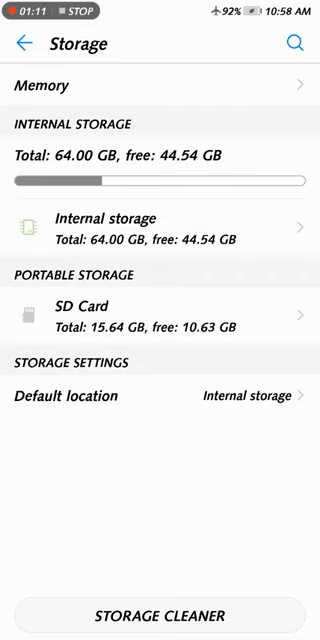 01:11 STOP 92% 10:58 AM
Storage
Memory
INTERNAL STORAGE
Total: 64.00 GB, free: 44.54 GB
Internal storage
Total: 64.00 GB, free: 44.54 GB
PORTABLE STORAGE
SD Card
Total: 15.64 GB, free: 10.63 GB
STORAGE SETTINGS
Default location Internal storage
STORAGE CLEANER